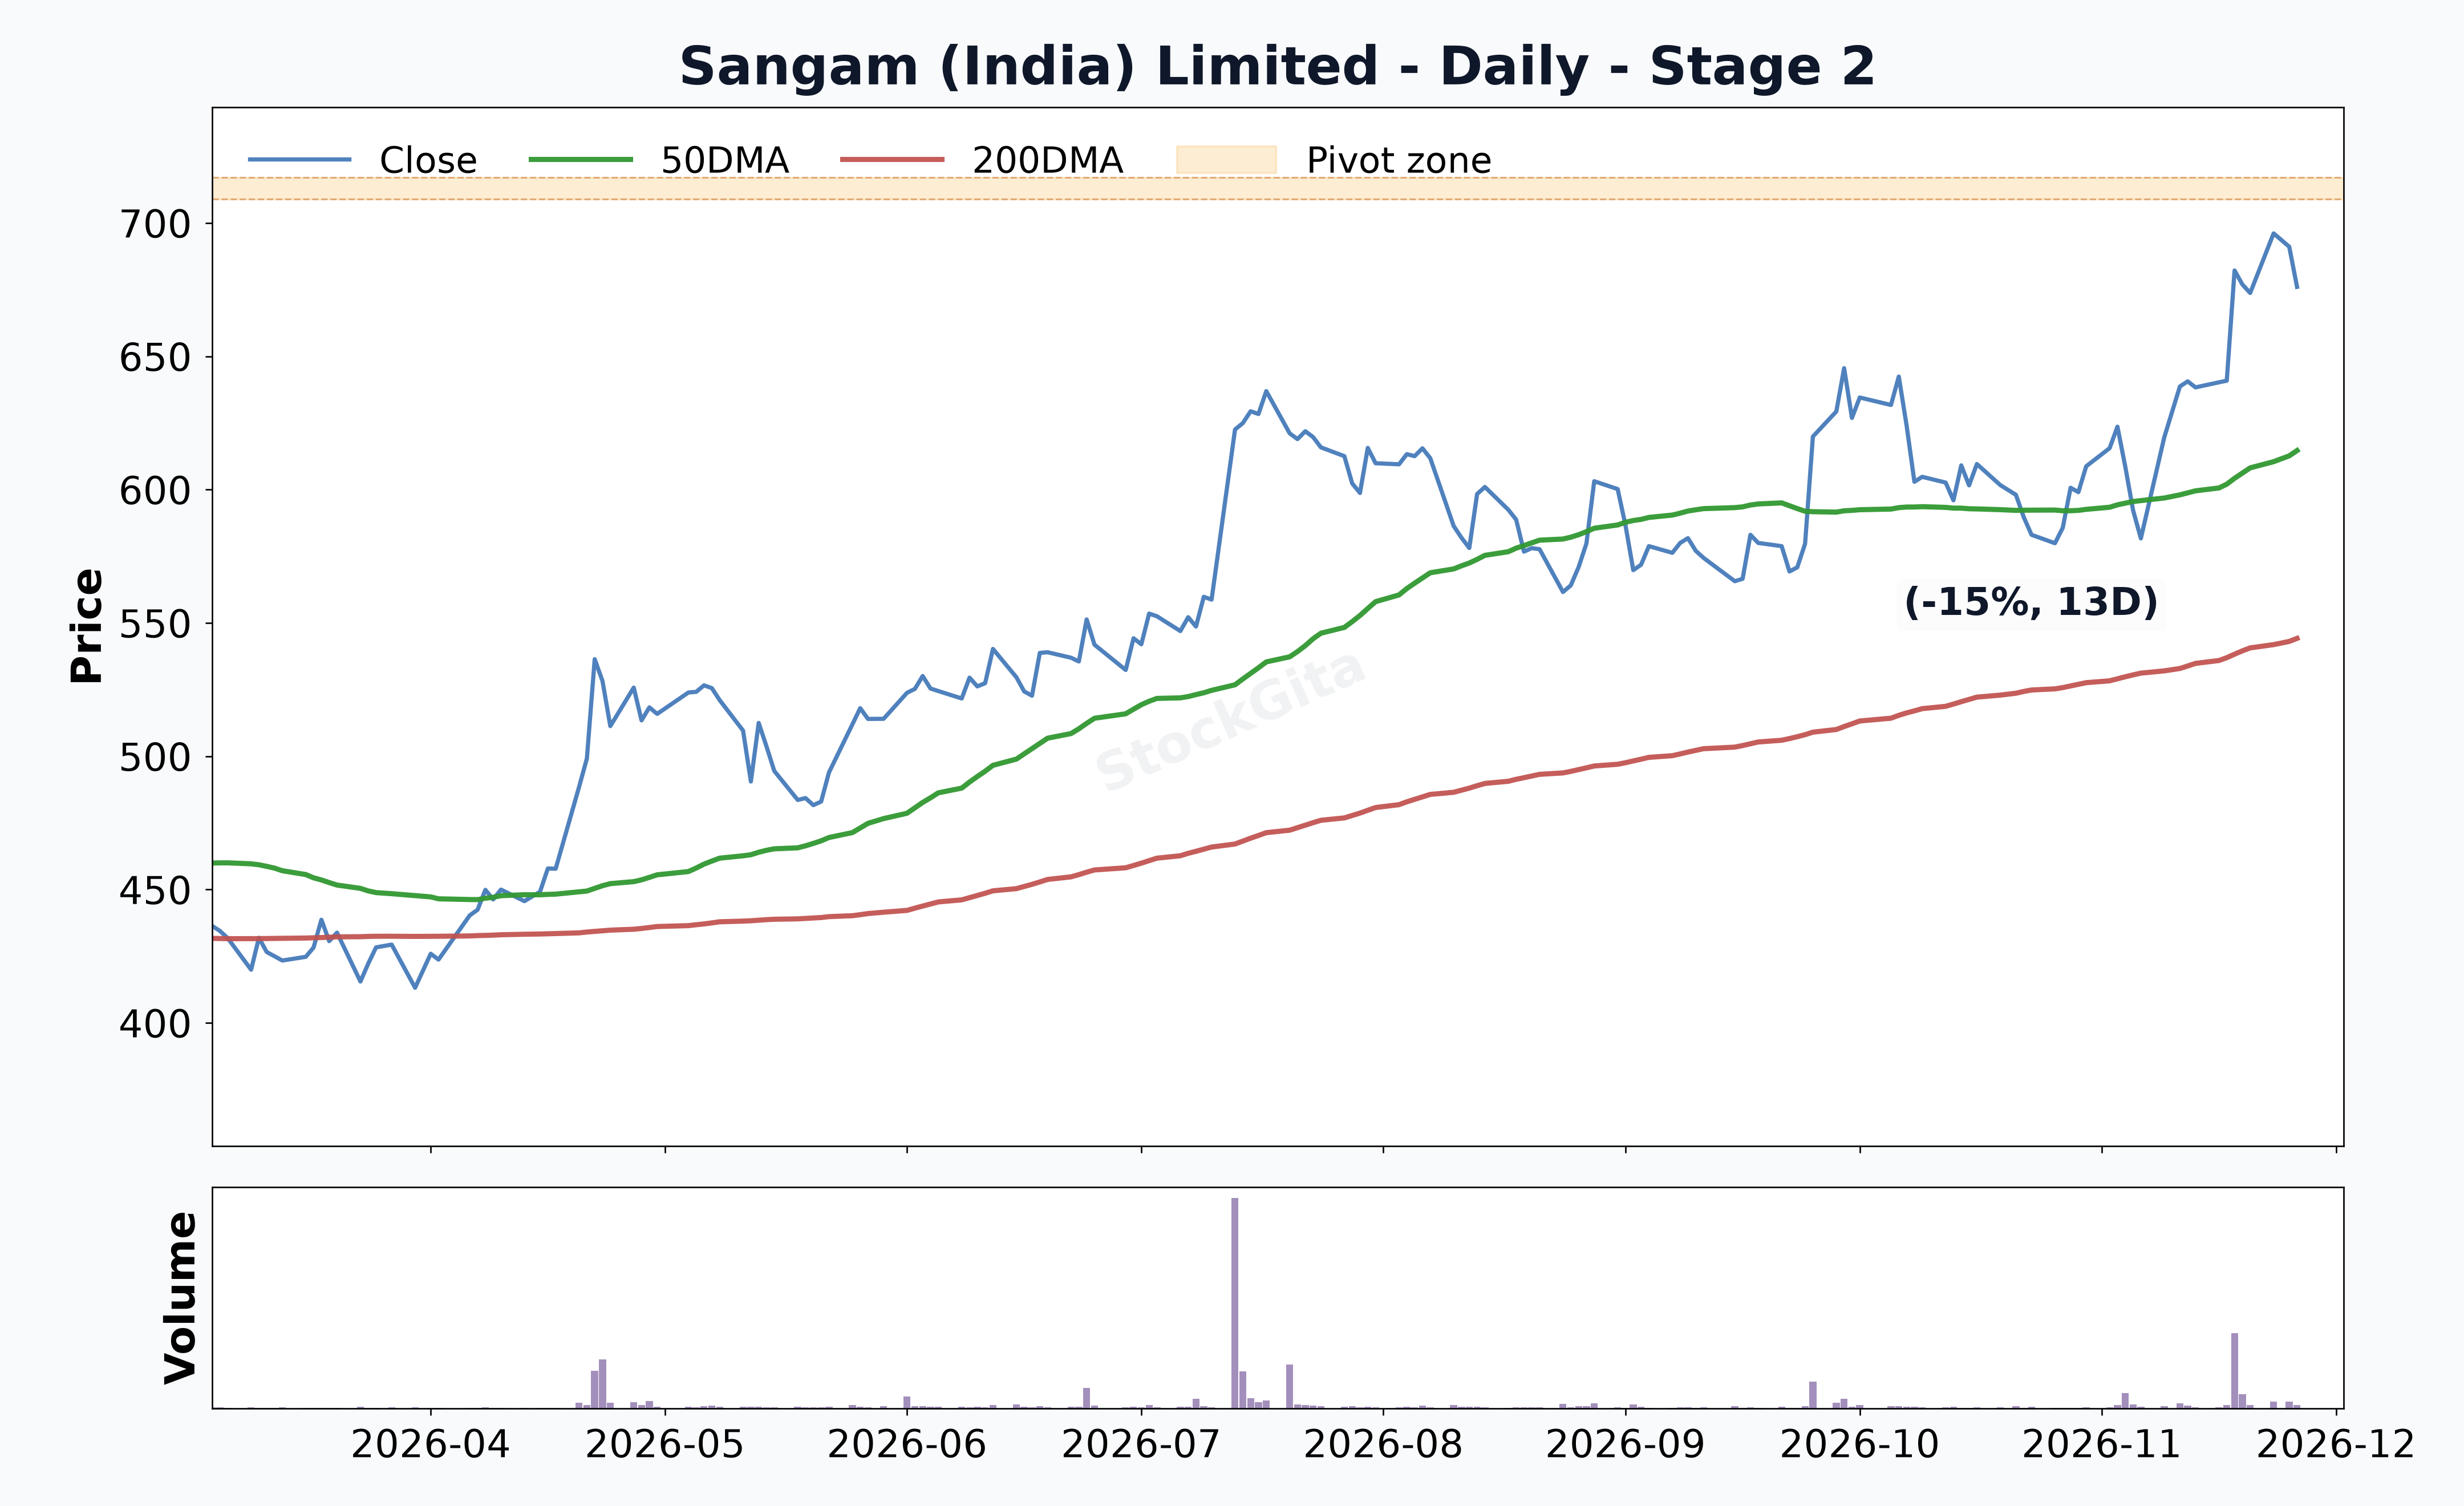 Sangam (India) Limited - Daily - Stage 2
Close 50DMA 200DMA Pivot zone
700
650
600
550
500
450
400
Price
(-15%, 13D)
StockGita
Volume
2026-04 2026-05 2026-06 2026-07 2026-08 2026-09 2026-10 2026-11 2026-12